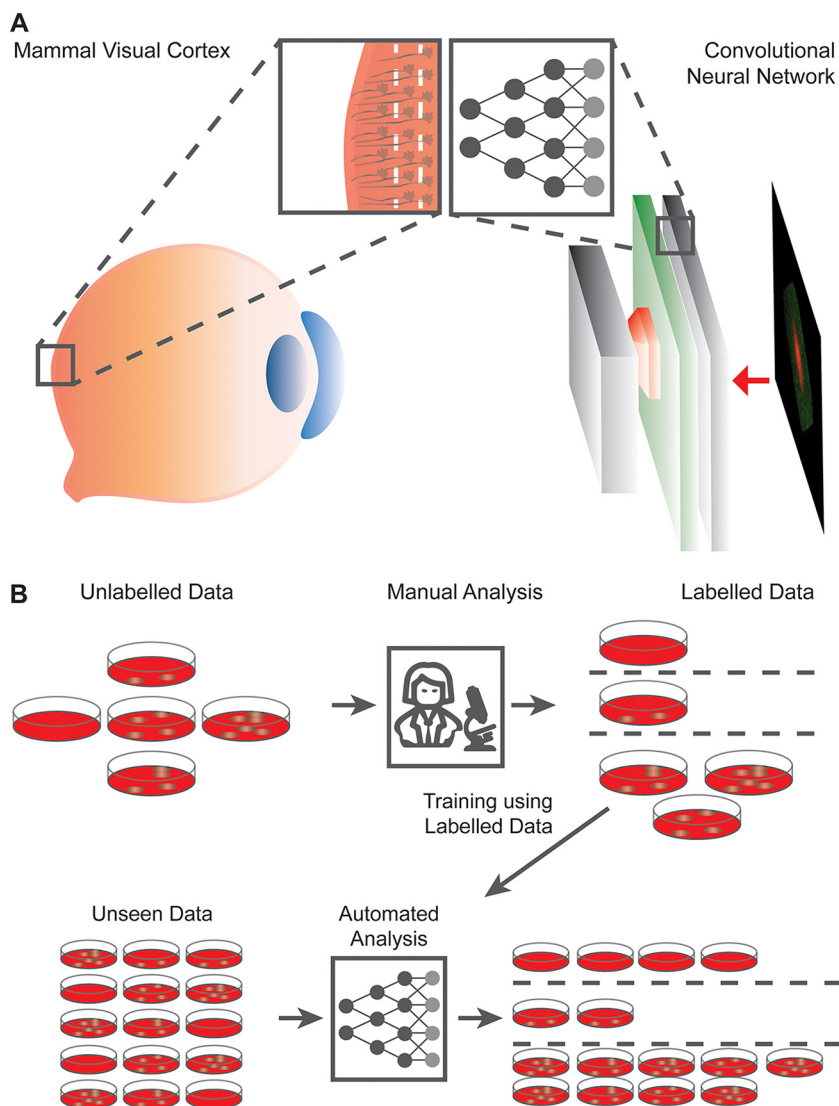 A
Mammal Visual Cortex
Convolutional
Neural Network
B
Unlabelled Data
Manual Analysis
Labelled Data
Training using
Labelled Data
Unseen Data
Automated
Analysis